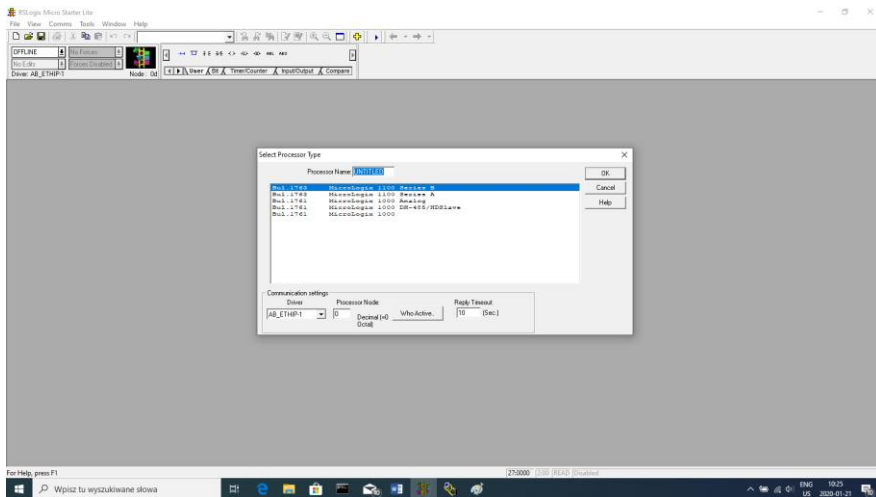 RSLogix Micro Starter Lite
File View Comms Tools Window Help
OFFLINE No Forces
No Edits Forces Disabled
Driver: AB_ETHIP-1 Node: 0d
User Bit Timer/Counter Input/Output Compare
Select Processor Type
Processor Name: UNTITLED
OK
Bul.1763 MicroLogix 1100 Series B
Cancel
Bul.1763 MicroLogix 1100 Series A
Bul.1761 MicroLogix 1000 Analog
Help
Bul.1761 MicroLogix 1000 DH-485/HDSlave
Bul.1761 MicroLogix 1000
Communication settings
Driver Processor Node: Reply Timeout:
AB_ETHIP-1 0 Decimal (=0 Octal) Who Active.. 10 (Sec.)
For Help, press F1
2:00 READ Disabled
Wpisz tu wyszukiwane słowa
ENG 10:25
US 2020-01-21